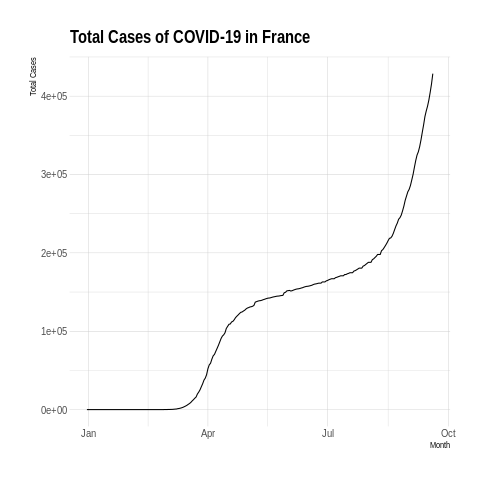 Total Cases of COVID-19 in France
Total Cases
4e+05
3e+05
2e+05
1e+05
0e+00
Jan Apr Jul Oct
Month